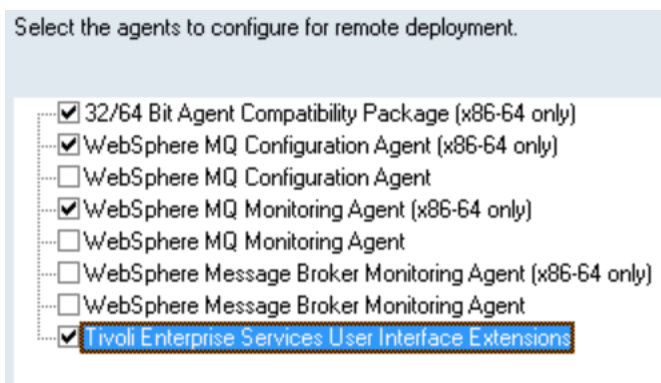 Select the agents to configure for remote deployment.
32/64 Bit Agent Compatibility Package (x86-64 only)
WebSphere MQ Configuration Agent (x86-64 only)
WebSphere MQ Configuration Agent
WebSphere MQ Monitoring Agent (x86-64 only)
WebSphere MQ Monitoring Agent
WebSphere Message Broker Monitoring Agent (x86-64 only)
WebSphere Message Broker Monitoring Agent
Tivoli Enterprise Services User Interface Extensions